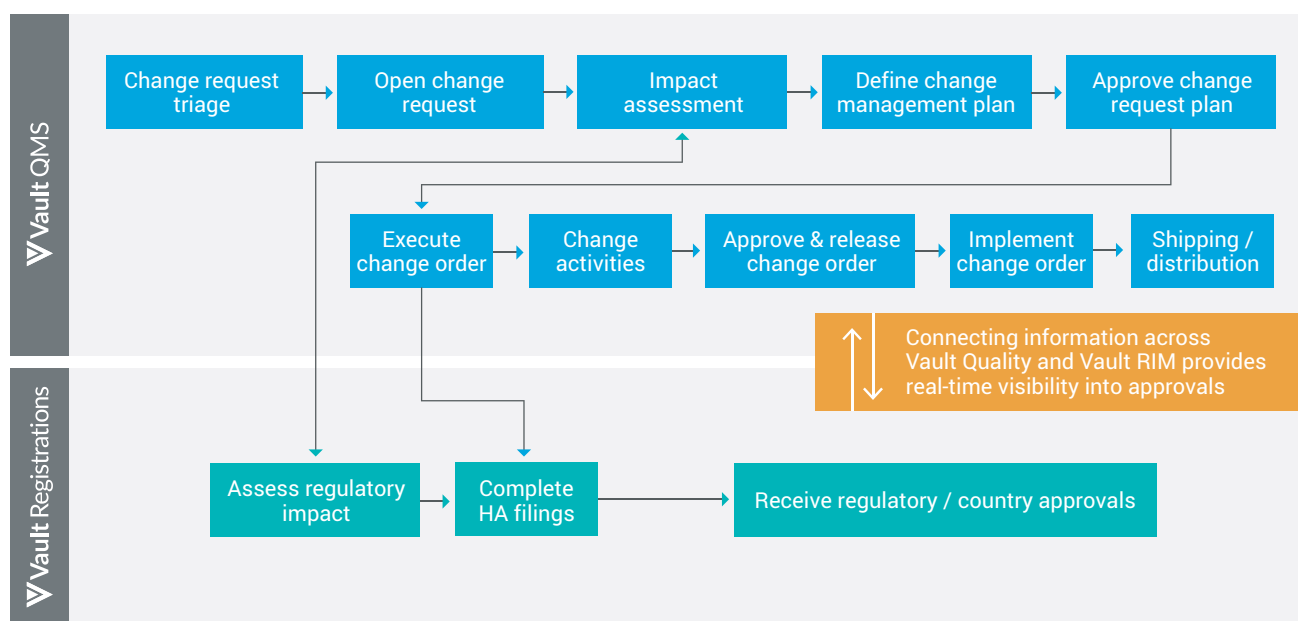 Vault QMS
Change request
triage
Open change
request
Impact
assessment
Define change
management plan
Approve change
request plan
Execute
change order
Change
activities
Approve & release
change order
Implement
change order
Shipping /
distribution
Connecting information across
Vault Quality and Vault RIM provides
real-time visibility into approvals
Vault Registrations
Assess regulatory
impact
Complete
HA filings
Receive regulatory / country approvals